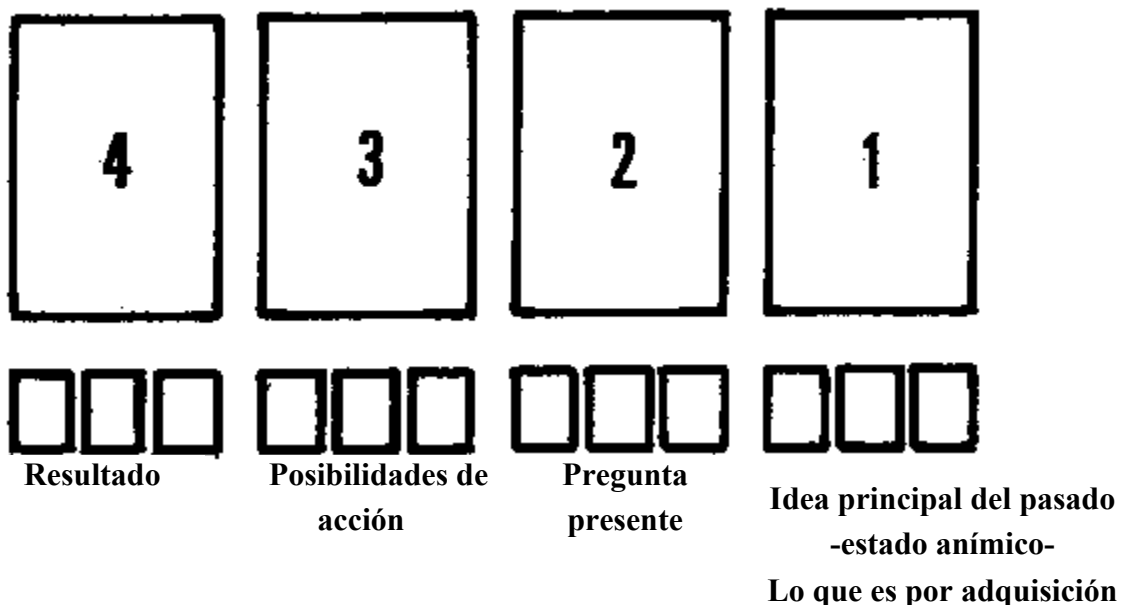 4 3 2 1
Resultado
Posibilidades de
acción
Pregunta
presente
Idea principal del pasado
-estado anímico-
Lo que es por adquisición